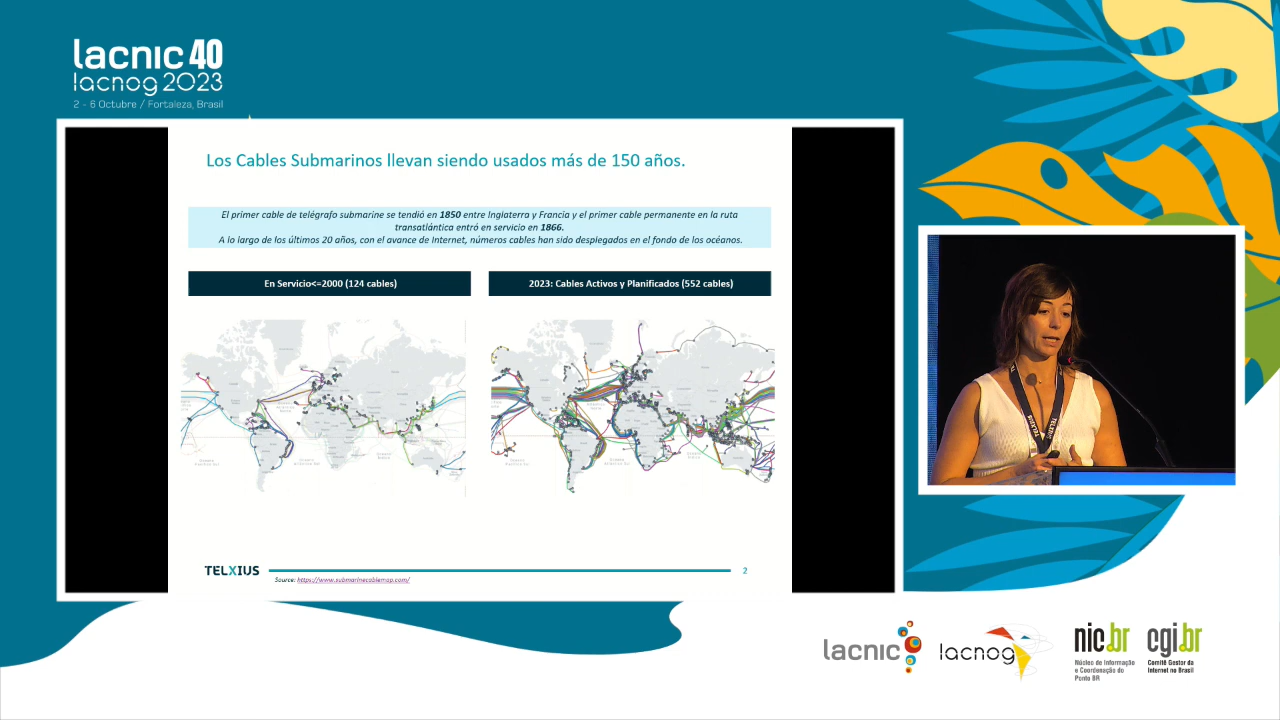 lacnic 40
lacnog 2023
2 - 6 Octubre / Fortaleza, Brasil
Los Cables Submarinos llevan siendo usados más de 150 años.
El primer cable de telégrafo submarine se tendió en 1850 entre Inglaterra y Francia y el primer cable permanente en la ruta
transatlántica entró en servicio en 1866.
A lo largo de los últimos 20 años, con el avance de Internet, números cables han sido desplegados en el fondo de los océanos.
En Servicio<=2000 (124 cables)
2023: Cables Activos y Planificados (552 cables)
TELXIUS
Source: https://www.submarinecablemap.com/
2
TELXIUS
lacnic
lacnog
nic.br
Núcleo de Informação
e Coordenação do
Ponto BR
cgi.br
Comitê Gestor da
Internet no Brasil